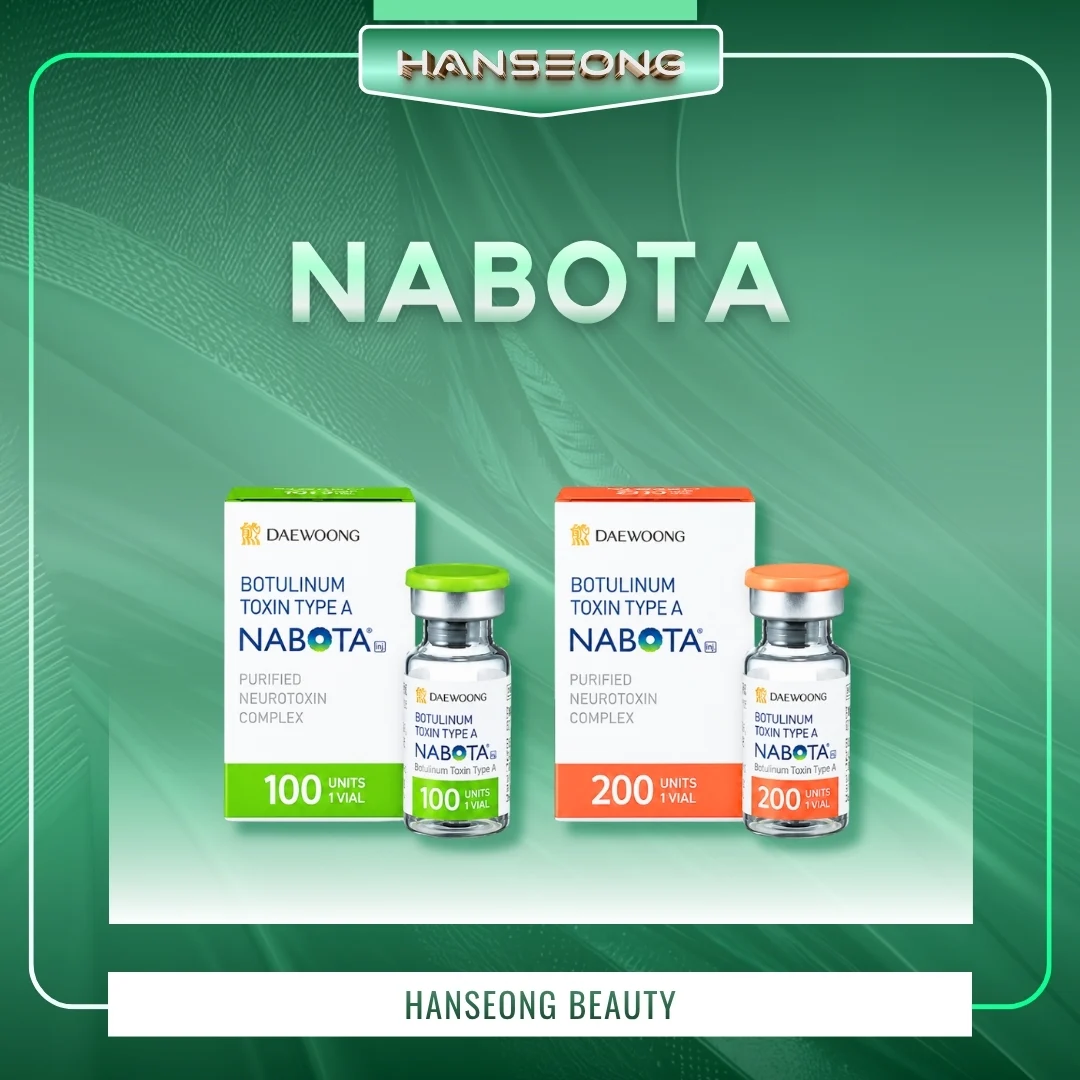 HANSEONG
NABOTA
DAEWOONG
BOTULINUM
TOXIN TYPE A
NABOTA® inj.
PURIFIED
NEUROTOXIN
COMPLEX
100 UNITS
1 VIAL
DAEWOONG
BOTULINUM
TOXIN TYPE A
NABOTA®
Botulinum Toxin Type A
100 UNITS
1 VIAL
DAEWOONG
BOTULINUM
TOXIN TYPE A
NABOTA® inj.
PURIFIED
NEUROTOXIN
COMPLEX
200 UNITS
1 VIAL
DAEWOONG
BOTULINUM
TOXIN TYPE A
NABOTA®
Botulinum Toxin Type A
200 UNITS
1 VIAL
HANSEONG BEAUTY